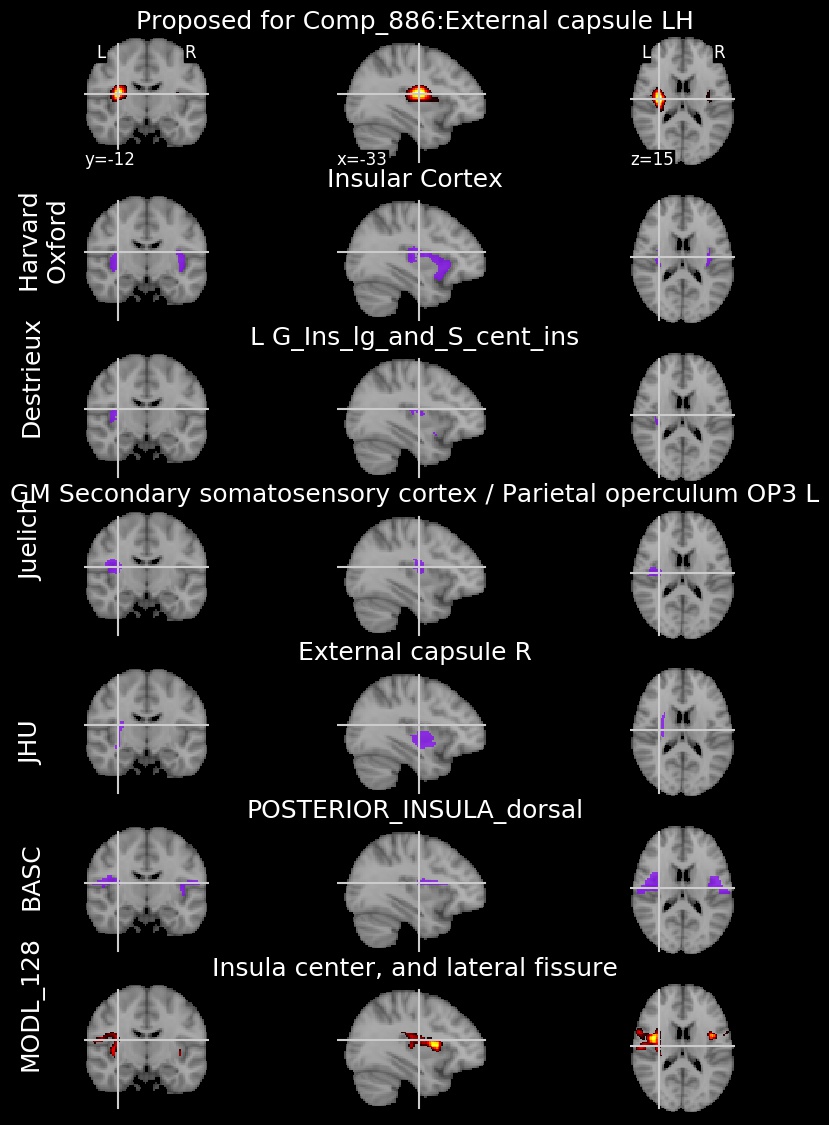 Proposed for Comp_886:External capsule LH
L R
L R
y=-12
x=-33
z=15
Insular Cortex
Harvard
Oxford
L G_Ins_lg_and_S_cent_ins
Destrieux
GM Secondary somatosensory cortex / Parietal operculum OP3 L
Juelich
External capsule R
JHU
POSTERIOR_INSULA_dorsal
BASC
Insula center, and lateral fissure
MODL_128